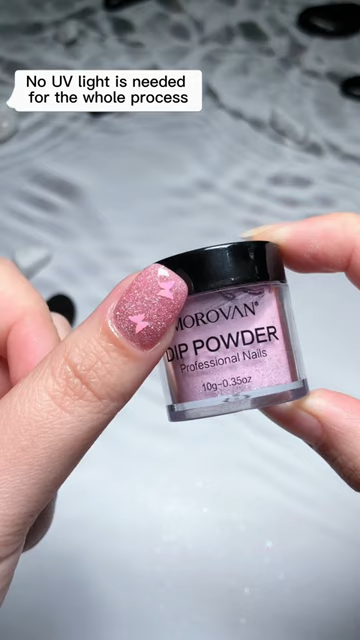 No UV light is needed
for the whole process
MOROVAN®
DIP POWDER
Professional Nails
10g-0.35oz